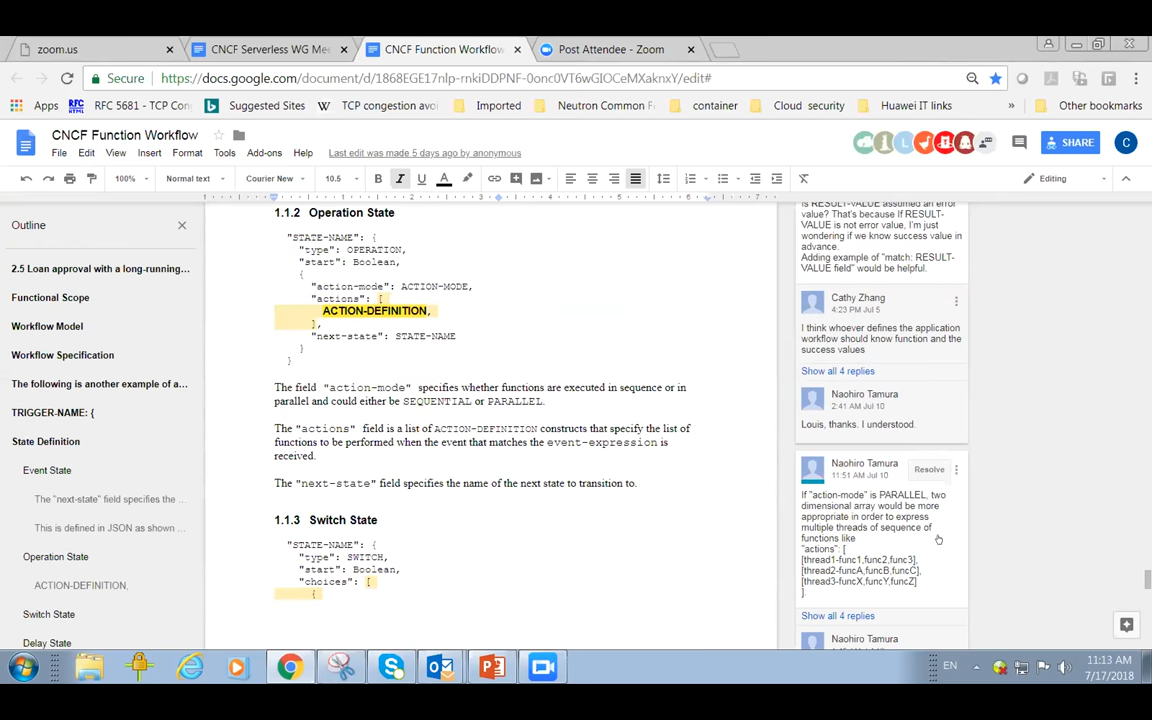 zoom.us
CNCF Serverless WG Me
CNCF Function Workflow
Post Attendee - Zoom
Secure
https://docs.google.com/document/d/1868EGE17nlp-rnkiDDPNF-0onc0VT6wGIOCeMXaknxY/edit#
Apps
RFC 5681 - TCP Con
Suggested Sites
TCP congestion avoi
Imported
Neutron Common F
container
Cloud security
Huawei IT links
»
Other bookmarks
CNCF Function Workflow
File Edit View Insert Format Tools Add-ons Help
Last edit was made 5 days ago by anonymous
SHARE
C
100%
Normal text
Courier New
10.5
B I U A
Editing
1 2 3 4 5 6 7
Outline
2.5 Loan approval with a long-running...
Functional Scope
Workflow Model
Workflow Specification
The following is another example of a...
TRIGGER-NAME: {
State Definition
Event State
The "next-state" field specifies the ...
This is defined in JSON as shown ...
Operation State
ACTION-DEFINITION,
Switch State
Delay State
1.1.2 Operation State
"STATE-NAME": {
"type": OPERATION,
"start": Boolean,
{
"action-mode": ACTION-MODE,
"actions": [
ACTION-DEFINITION,
],
"next-state": STATE-NAME
}
}
The field "action-mode" specifies whether functions are executed in sequence or in
parallel and could either be SEQUENTIAL or PARALLEL.
The "actions" field is a list of ACTION-DEFINITION constructs that specify the list of
functions to be performed when the event that matches the event-expression is
received.
The "next-state" field specifies the name of the next state to transition to.
1.1.3 Switch State
"STATE-NAME": {
"type": SWITCH,
"start": Boolean,
"choices": [
{
is RESULT-VALUE assumed an error
value? That's because If RESULT-
VALUE is not error value, I'm just
wondering if we know success value in
advance.
Adding example of "match: RESULT-
VALUE field" would be helpful.
Cathy Zhang
4:23 PM Jul 5
I think whoever defines the application
workflow should know function and the
success values
Show all 4 replies
Naohiro Tamura
2:41 AM Jul 10
Louis, thanks. I understood.
Naohiro Tamura
11:51 AM Jul 10
Resolve
If "action-mode" is PARALLEL, two
dimensional array would be more
appropriate in order to express
multiple threads of sequence of
functions like
"actions": [
[thread1-func1,func2,func3],
[thread2-funcA,funcB,funcC],
[thread3-funcX,funcY,funcZ]
].
Show all 4 replies
Naohiro Tamura
EN
11:13 AM
7/17/2018